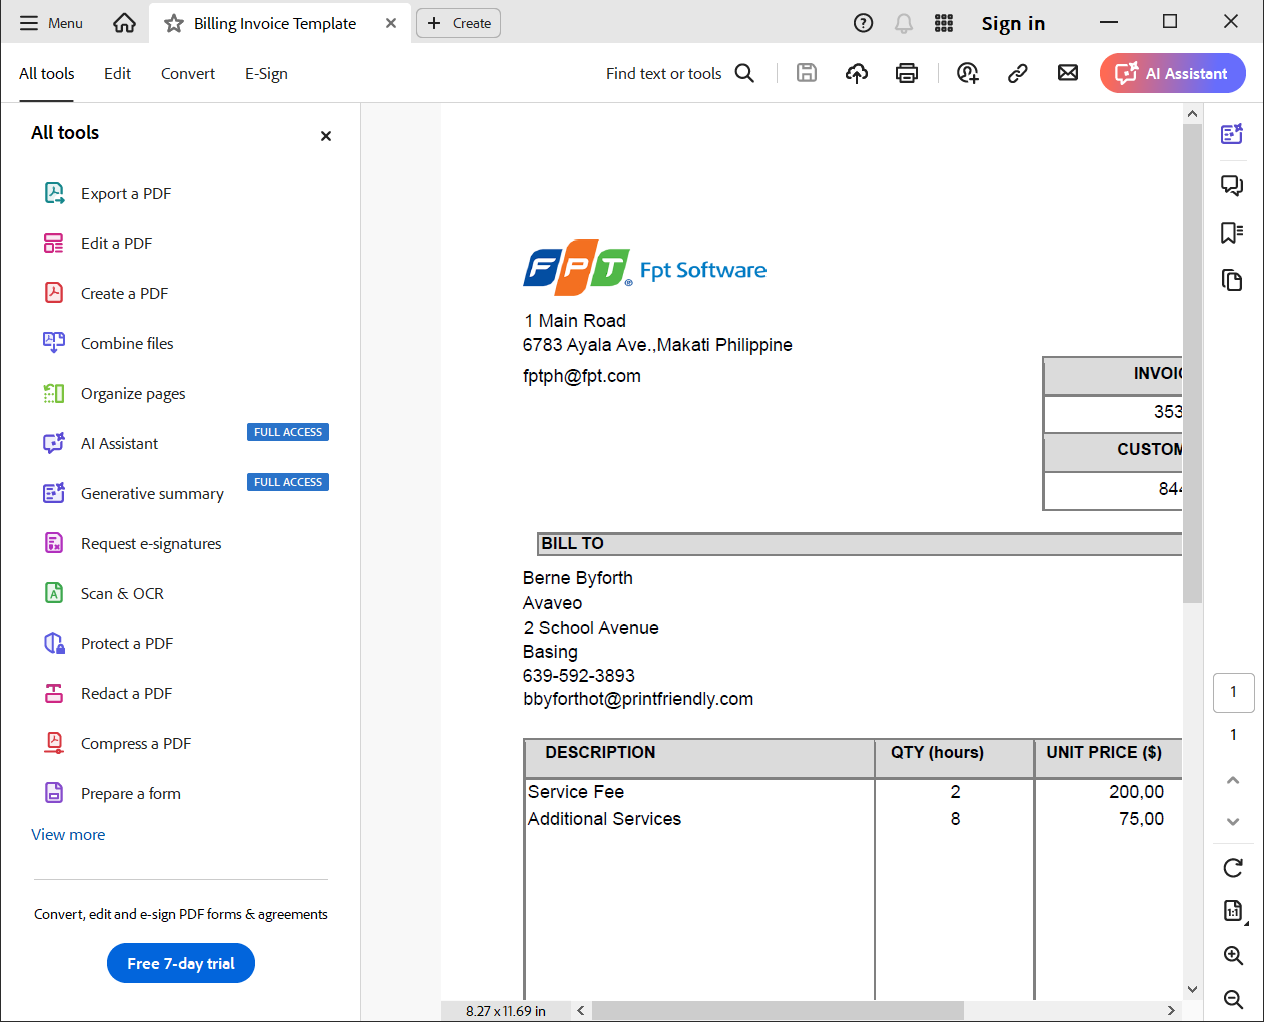 Menu
Billing Invoice Template
Create
Sign in
All tools
Edit
Convert
E-Sign
Find text or tools
AI Assistant
All tools
Export a PDF
Edit a PDF
Create a PDF
Combine files
Organize pages
AI Assistant
FULL ACCESS
Generative summary
FULL ACCESS
Request e-signatures
Scan & OCR
Protect a PDF
Redact a PDF
Compress a PDF
Prepare a form
View more
Convert, edit and e-sign PDF forms & agreements
Free 7-day trial
FPT® Fpt Software
1 Main Road
6783 Ayala Ave.,Makati Philippine
fptph@fpt.com
INVOIC
353
CUSTOM
844
BILL TO
Berne Byforth
Avaveo
2 School Avenue
Basing
639-592-3893
bbyforthot@printfriendly.com
DESCRIPTION QTY (hours) UNIT PRICE ($)
Service Fee 2 200,00
Additional Services 8 75,00
8.27 x 11.69 in
1
1
1:1